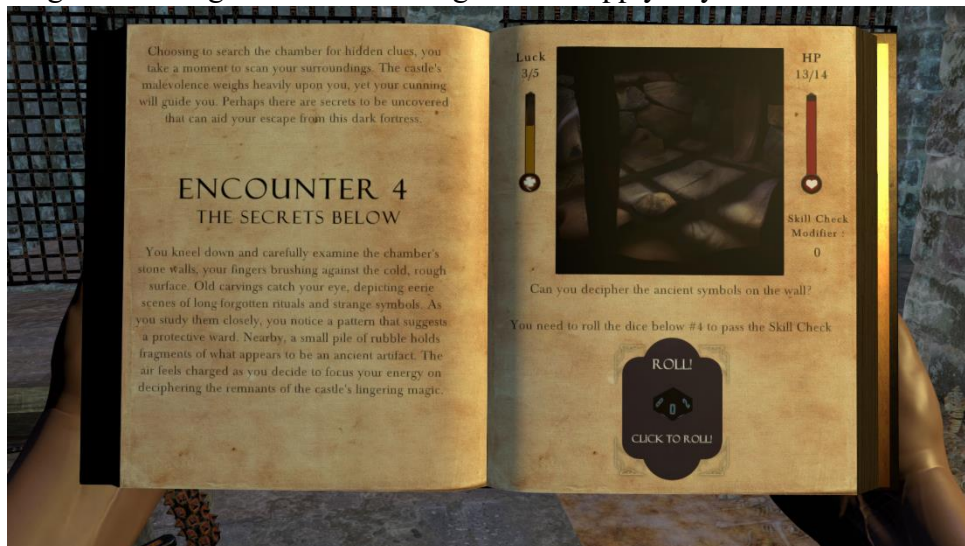 Choosing to search the chamber for hidden clues, you
take a moment to scan your surroundings. The castle's
malevolence weighs heavily upon you, yet your cunning
will guide you. Perhaps there are secrets to be uncovered
that can aid your escape from this dark fortress.
ENCOUNTER 4
THE SECRETS BELOW
You kneel down and carefully examine the chamber's
stone walls, your fingers brushing against the cold, rough
surface. Old carvings catch your eye, depicting eerie
scenes of long forgotten rituals and strange symbols. As
you study them closely, you notice a pattern that suggests
a protective ward. Nearby, a small pile of rubble holds
fragments of what appears to be an ancient artifact. The
air feels charged as you decide to focus your energy on
deciphering the remnants of the castle's lingering magic.
Luck
3/5
HP
13/14
Skill Check
Modifier :
0
Can you decipher the ancient symbols on the wall?
You need to roll the dice below #4 to pass the Skill Check
ROLL!
0
CLICK TO ROLL!